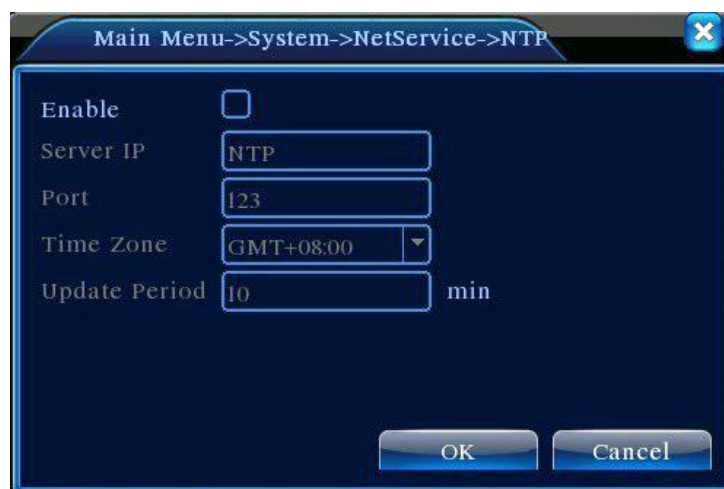 Main Menu->System->NetService->NTP
Enable
Server IP NTP
Port 123
Time Zone GMT+08:00
Update Period 10 min
OK Cancel